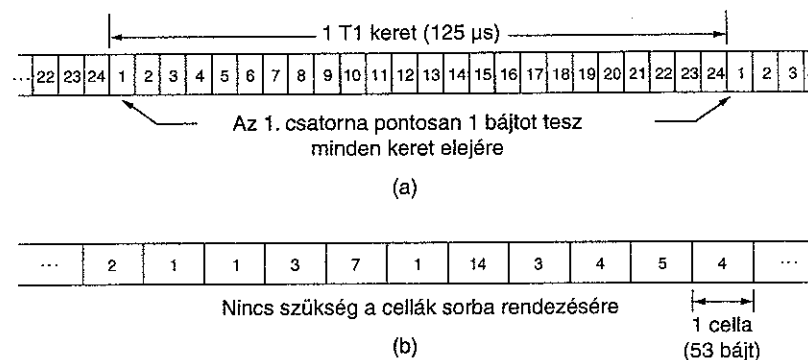 1 T1 keret (125 µs)
... 22 23 24 1 2 3 4 5 6 7 8 9 10 11 12 13 14 15 16 17 18 19 20 21 22 23 24 1 2 3
Az 1. csatorna pontosan 1 bájtot tesz
minden keret elejére
(a)
... 2 1 1 3 7 1 14 3 4 5 4 ...
Nincs szükség a cellák sorba rendezésére
1 cella
(53 bájt)
(b)